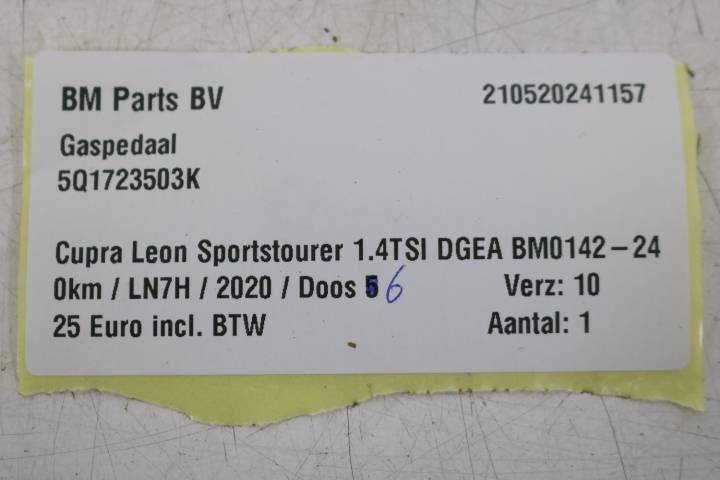 BM Parts BV 210520241157
Gaspedaal
5Q1723503K
Cupra Leon Sportstourer 1.4TSI DGEA BM0142-24
0km / LN7H / 2020 / Doos 5 6 Verz: 10
25 Euro incl. BTW Aantal: 1